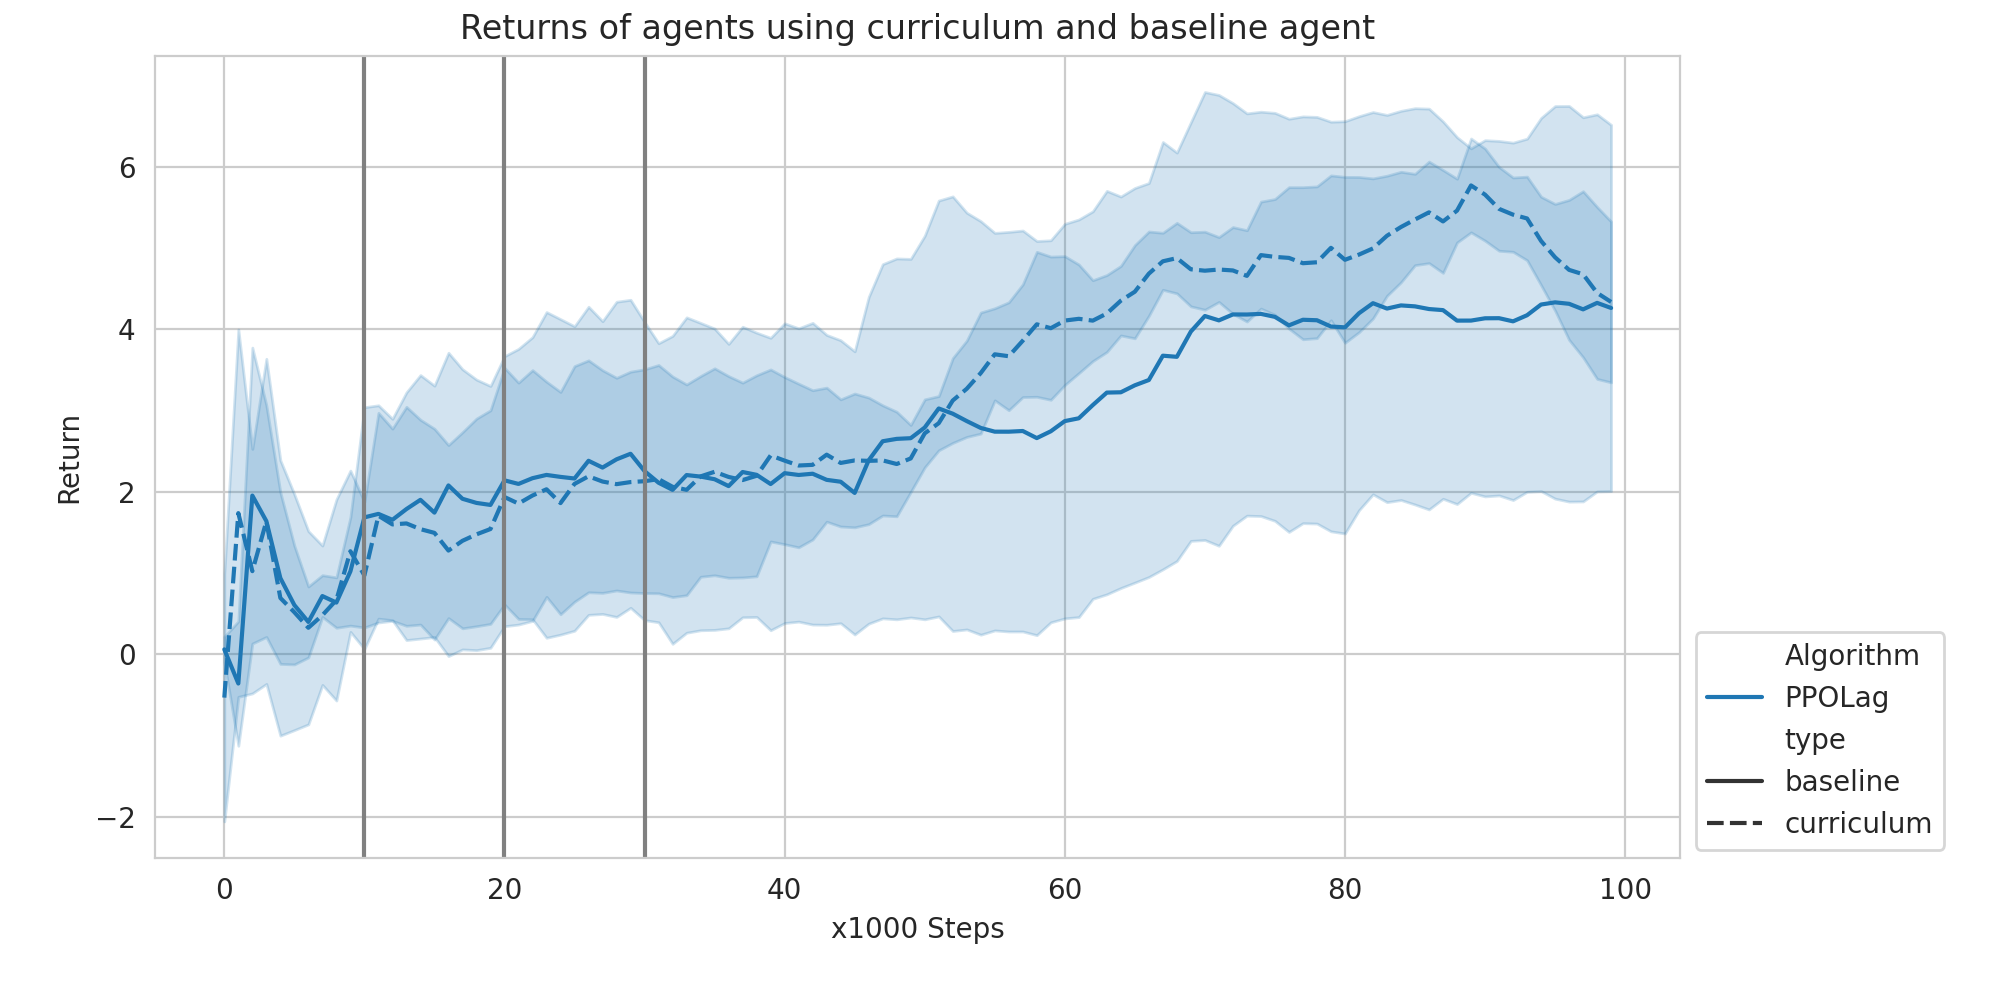 Returns of agents using curriculum and baseline agent
Return
6
4
2
0
−2
0 20 40 60 80 100
x1000 Steps
Algorithm
PPOLag
type
baseline
curriculum